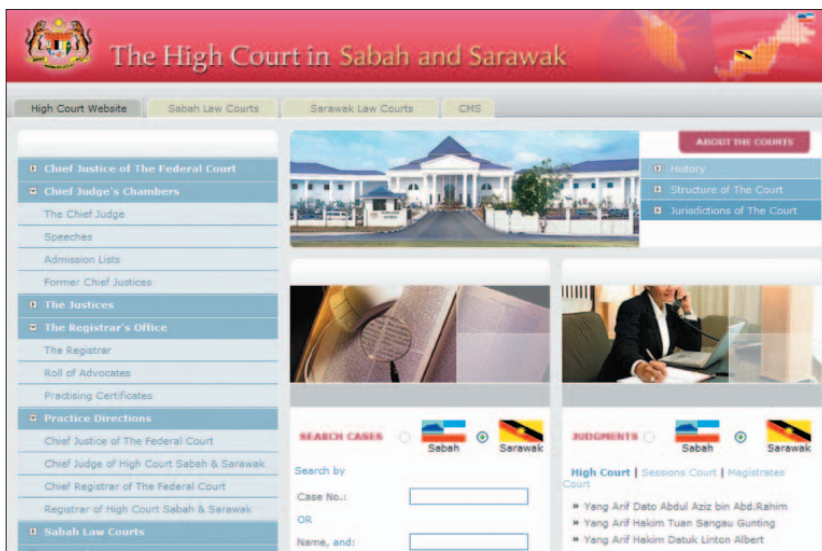 The High Court in Sabah and Sarawak
High Court Website
Sabah Law Courts
Sarawak Law Courts
CMS
Chief Justice of The Federal Court
Chief Judge's Chambers
The Chief Judge
Speeches
Admission Lists
Former Chief Justices
The Justices
The Registrar's Office
The Registrar
Roll of Advocates
Practising Certificates
Practice Directions
Chief Justice of The Federal Court
Chief Judge of High Court Sabah & Sarawak
Chief Registrar of The Federal Court
Registrar of High Court Sabah & Sarawak
Sabah Law Courts
ABOUT THE COURTS
History
Structure of The Court
Jurisdictions of The Court
SEARCH CASES
Sabah
Sarawak
Search by
Case No.:
OR
Name, and:
JUDGMENTS
Sabah
Sarawak
High Court | Sessions Court | Magistrates
Court
» Yang Arif Dato Abdul Aziz bin Abd.Rahim
» Yang Arif Hakim Tuan Sangau Gunting
» Yang Arif Hakim Datuk Linton Albert